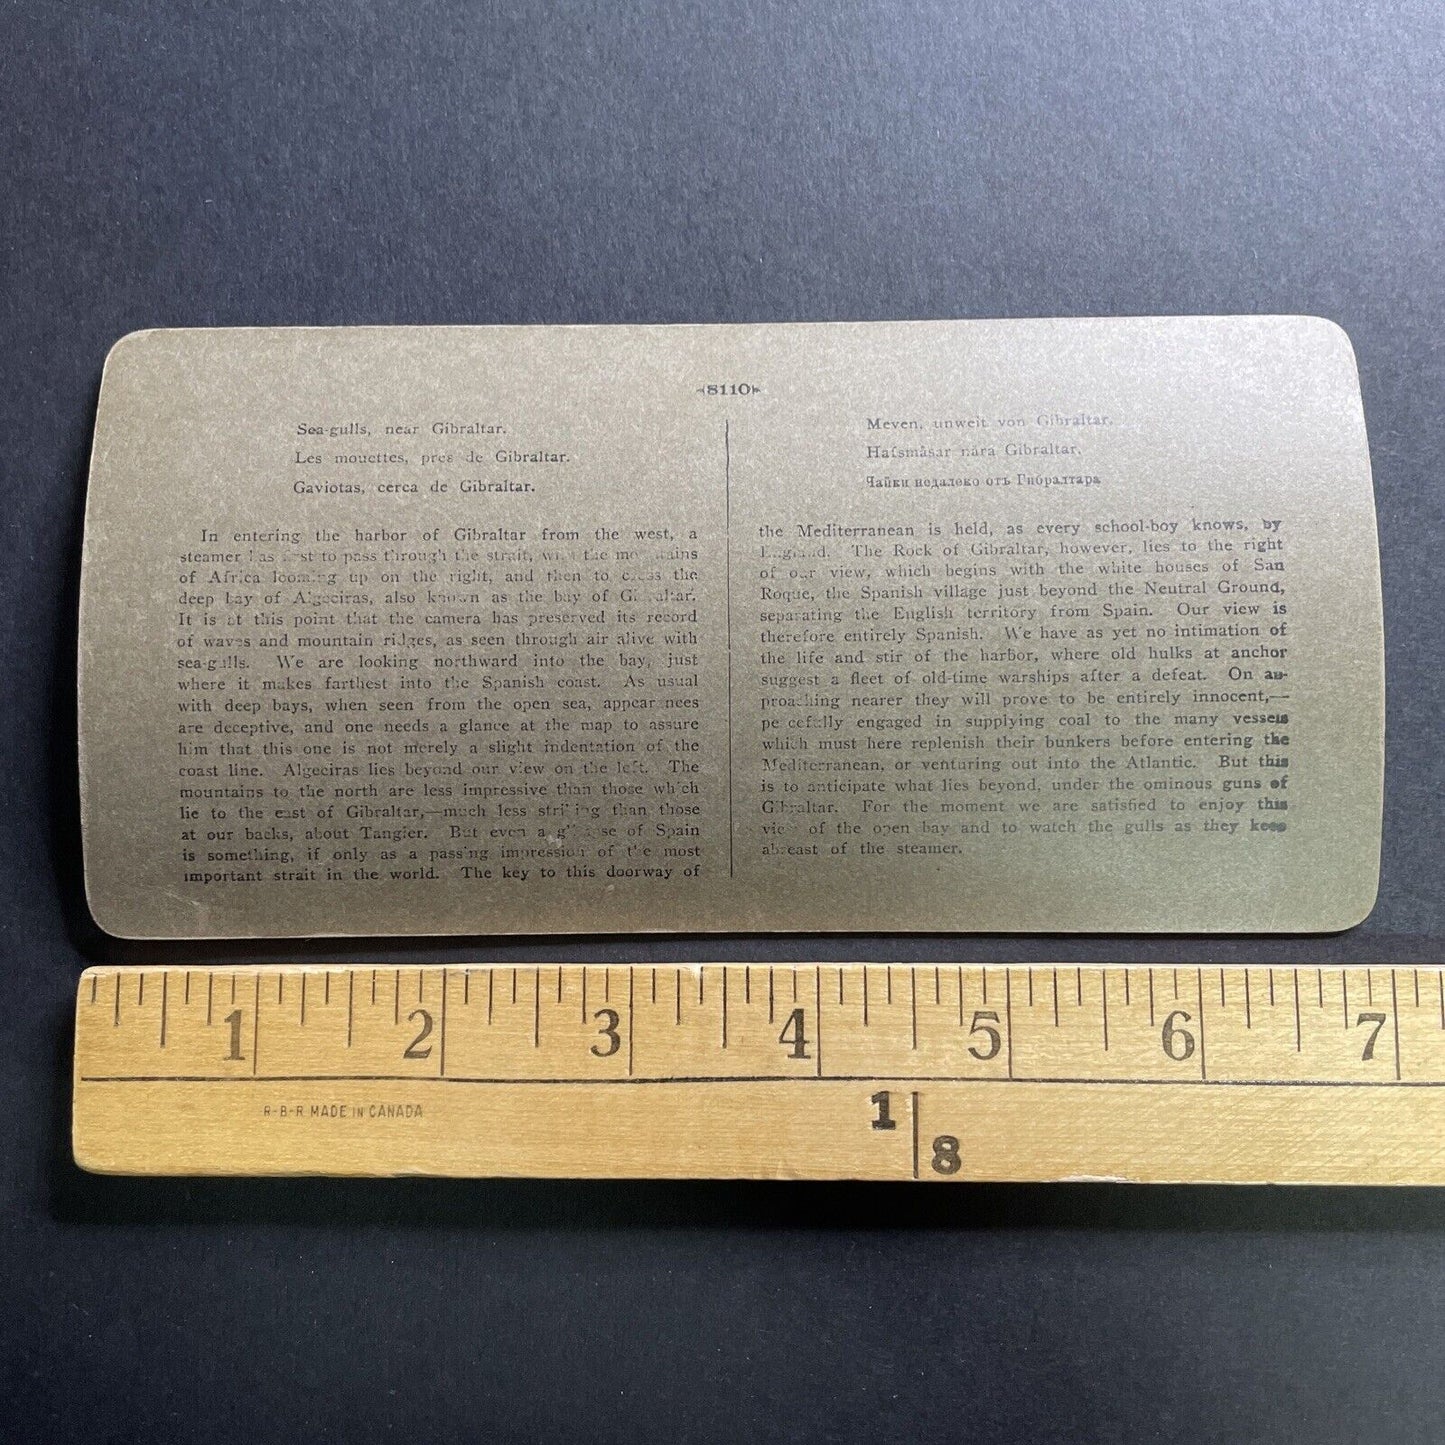 8110
Sea-gulls, near Gibraltar.
Les mouettes, pres de Gibraltar.
Gaviotas, cerca de Gibraltar.
In entering the harbor of Gibraltar from the west, a
steamer has first to pass through the strait, with the mountains
of Africa looming up on the right, and then to cross the
deep bay of Algeciras, also known as the bay of Gibraltar.
It is at this point that the camera has preserved its record
of waves and mountain ridges, as seen through air alive with
sea-gulls. We are looking northward into the bay, just
where it makes farthest into the Spanish coast. As usual
with deep bays, when seen from the open sea, appearances
are deceptive, and one needs a glance at the map to assure
him that this one is not merely a slight indentation of the
coast line. Algeciras lies beyond our view on the left. The
mountains to the north are less impressive than those which
lie to the east of Gibraltar,—much less striking than those
at our backs, about Tangier. But even a glimpse of Spain
is something, if only as a passing impression of the most
important strait in the world. The key to this doorway of
Meven, unweit von Gibraltar.
Hafsmåsar nära Gibraltar.
Чайки недалеко отъ Гибралтара
the Mediterranean is held, as every school-boy knows, by
England. The Rock of Gibraltar, however, lies to the right
of our view, which begins with the white houses of San
Roque, the Spanish village just beyond the Neutral Ground,
separating the English territory from Spain. Our view is
therefore entirely Spanish. We have as yet no intimation of
the life and stir of the harbor, where old hulks at anchor
suggest a fleet of old-time warships after a defeat. On ap-
proaching nearer they will prove to be entirely innocent,—
peacefully engaged in supplying coal to the many vessels
which must here replenish their bunkers before entering the
Mediterranean, or venturing out into the Atlantic. But this
is to anticipate what lies beyond, under the ominous guns of
Gibraltar. For the moment we are satisfied to enjoy this
view of the open bay and to watch the gulls as they keep
abreast of the steamer.
1 2 3 4 5 6 7
R-B-R MADE IN CANADA
1
8